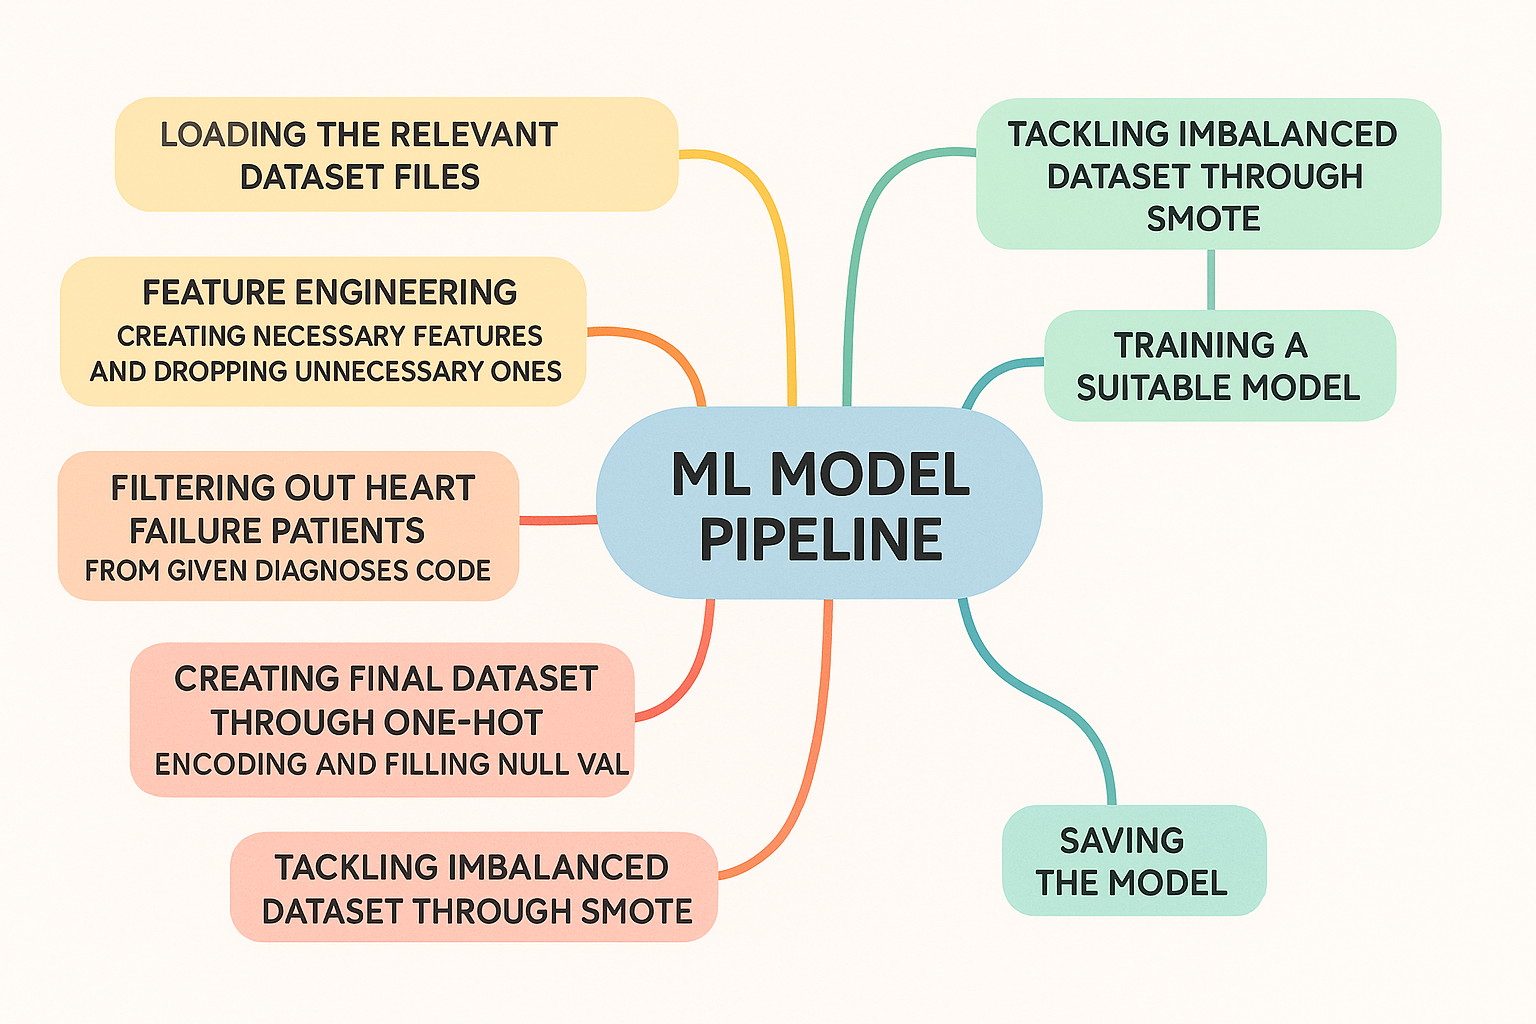 LOADING THE RELEVANT
DATASET FILES
FEATURE ENGINEERING
CREATING NECESSARY FEATURES
AND DROPPING UNNECESSARY ONES
FILTERING OUT HEART
FAILURE PATIENTS
FROM GIVEN DIAGNOSES CODE
CREATING FINAL DATASET
THROUGH ONE-HOT
ENCODING AND FILLING NULL VAL
TACKLING IMBALANCED
DATASET THROUGH SMOTE
ML MODEL
PIPELINE
TACKLING IMBALANCED
DATASET THROUGH
SMOTE
TRAINING A
SUITABLE MODEL
SAVING
THE MODEL